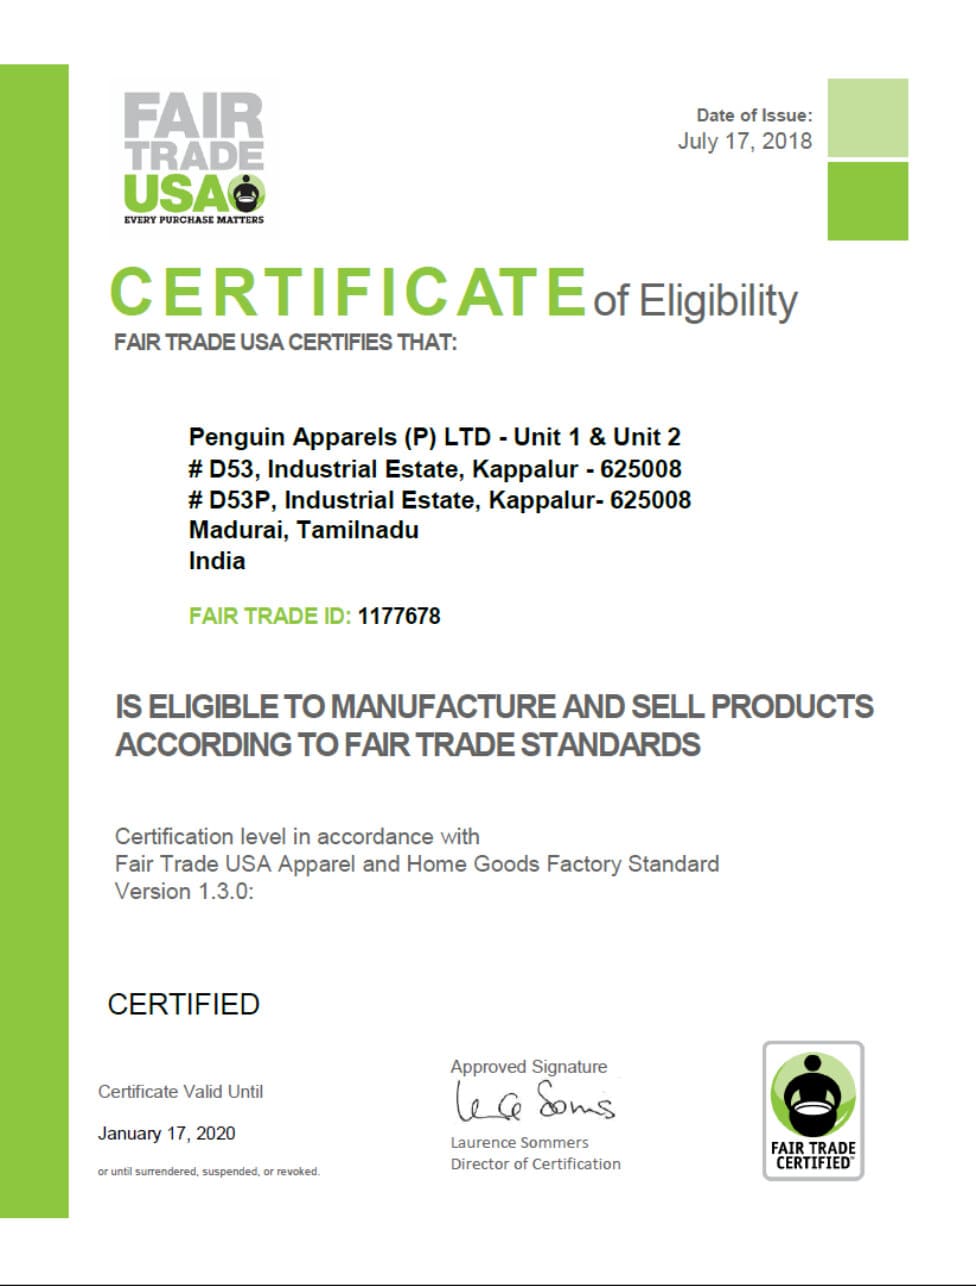 FAIR
TRADE
USA
EVERY PURCHASE MATTERS
Date of Issue:
July 17, 2018
CERTIFICATE of Eligibility
FAIR TRADE USA CERTIFIES THAT:
Penguin Apparels (P) LTD - Unit 1 & Unit 2
# D53, Industrial Estate, Kappalur - 625008
# D53P, Industrial Estate, Kappalur- 625008
Madurai, Tamilnadu
India
FAIR TRADE ID: 1177678
IS ELIGIBLE TO MANUFACTURE AND SELL PRODUCTS
ACCORDING TO FAIR TRADE STANDARDS
Certification level in accordance with
Fair Trade USA Apparel and Home Goods Factory Standard
Version 1.3.0:
CERTIFIED
Certificate Valid Until
January 17, 2020
or until surrendered, suspended, or revoked.
Approved Signature
Laurence Sommers
Director of Certification
FAIR TRADE
CERTIFIED™